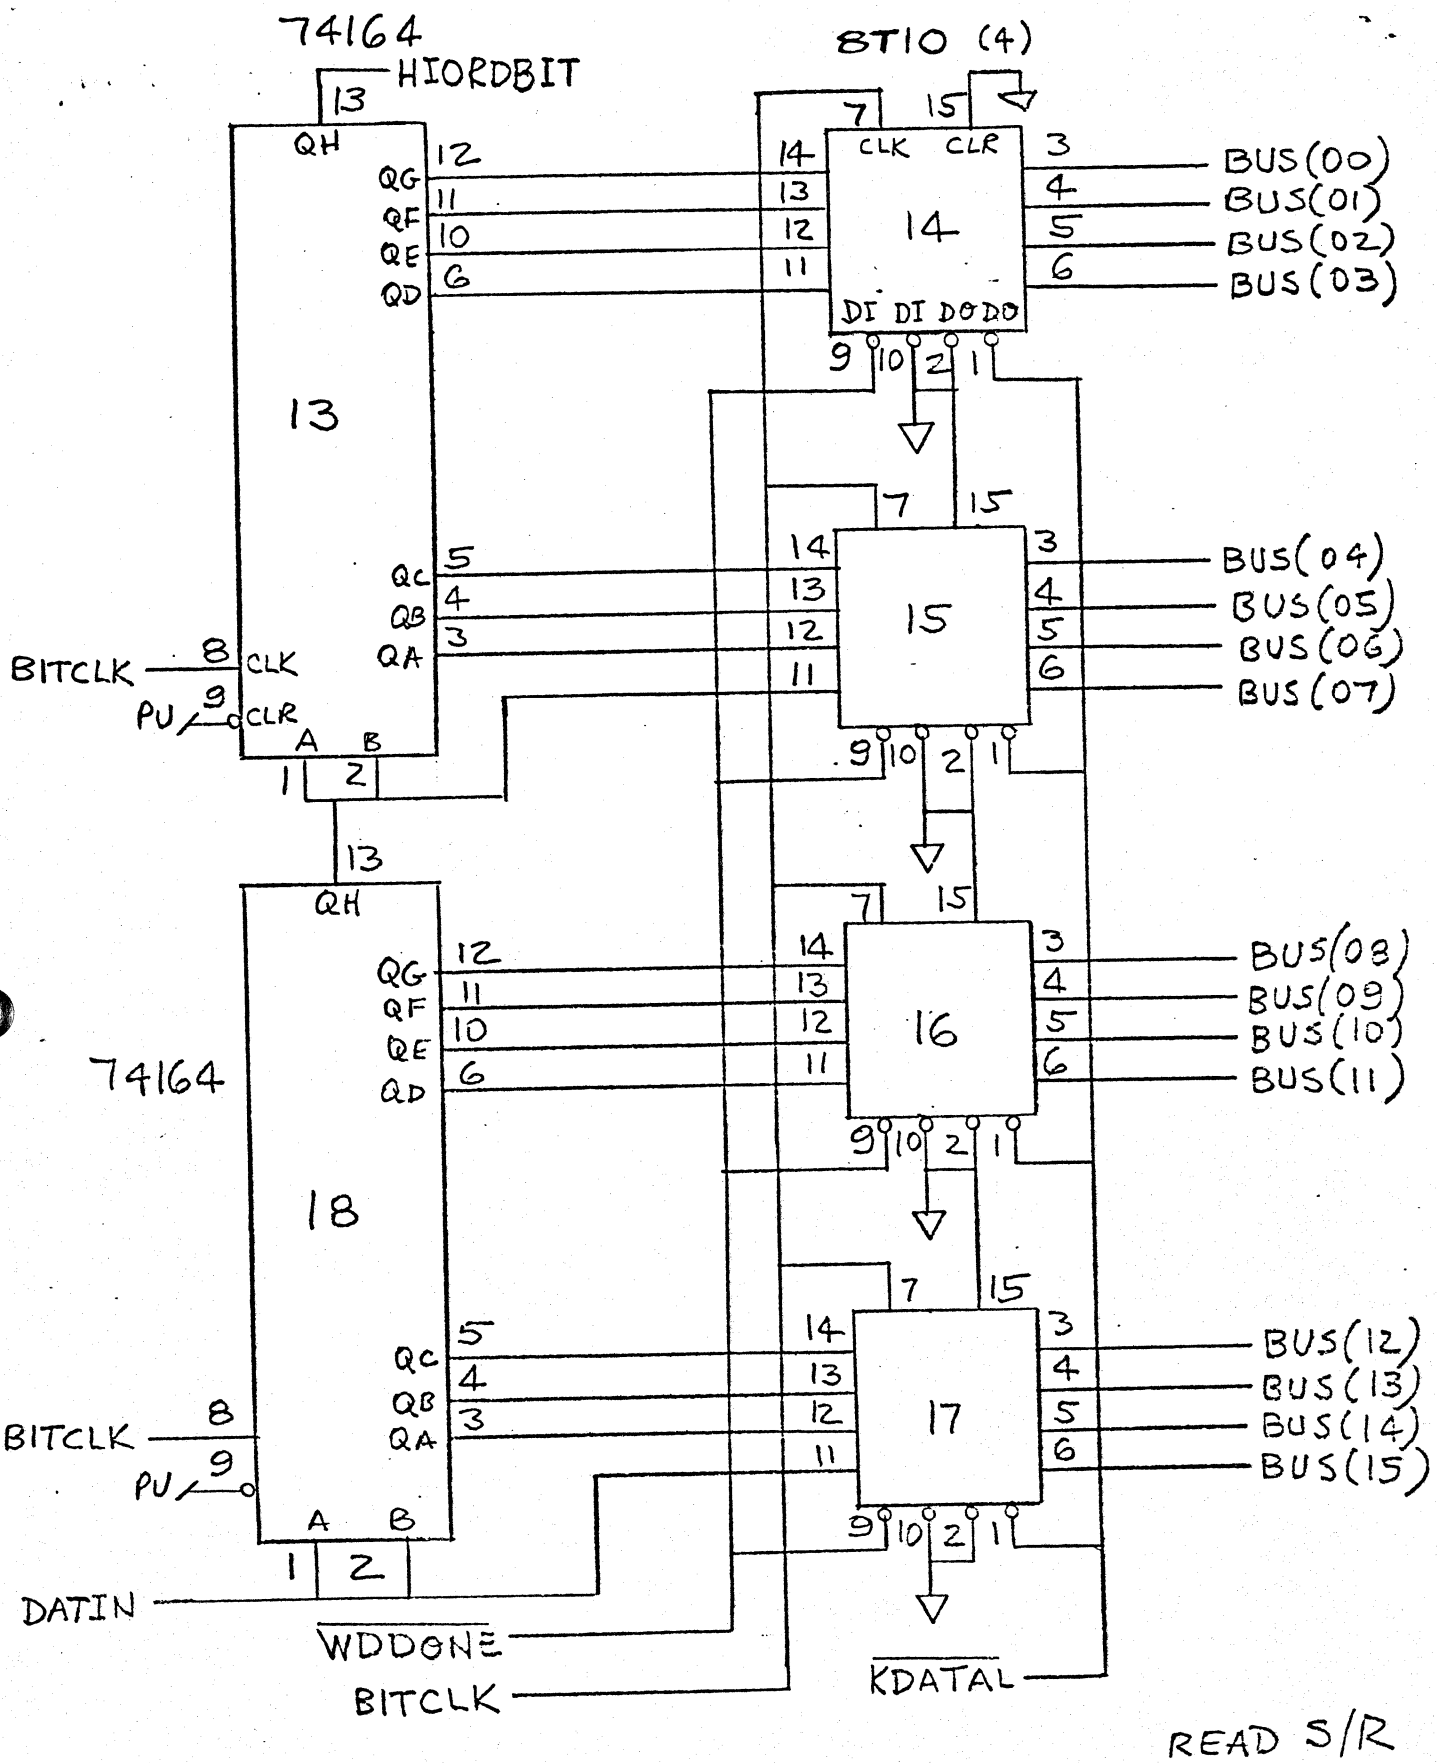 74164
8T10 (4)
HIORDBIT
13
7
15
QH
CLK
CLR
QG 12
14
3 BUS(00)
QF 11
13
4 BUS(01)
QE 10
12
14
5 BUS(02)
QD 6
11
6 BUS(03)
DI DI DO DO
9 10 2 1
13
7
15
QC 5
14
3 BUS(04)
QB 4
13
15
4 BUS(05)
QA 3
12
5 BUS(06)
BITCLK 8 CLK
11
6 BUS(07)
PU 9 CLR
A B
1 2
9 10 2 1
13
QH
7
15
QG 12
14
3 BUS(08)
QF 11
13
4 BUS(09)
QE 10
12
16
5 BUS(10)
74164
QD 6
11
6 BUS(11)
9 10 2 1
18
7
15
QC 5
14
3 BUS(12)
QB 4
13
4 BUS(13)
QA 3
12
17
5 BUS(14)
BITCLK 8
11
6 BUS(15)
PU 9
A B
1 2
9 10 2 1
DATIN
WDDONE
BITCLK
KDATAL
READ S/R